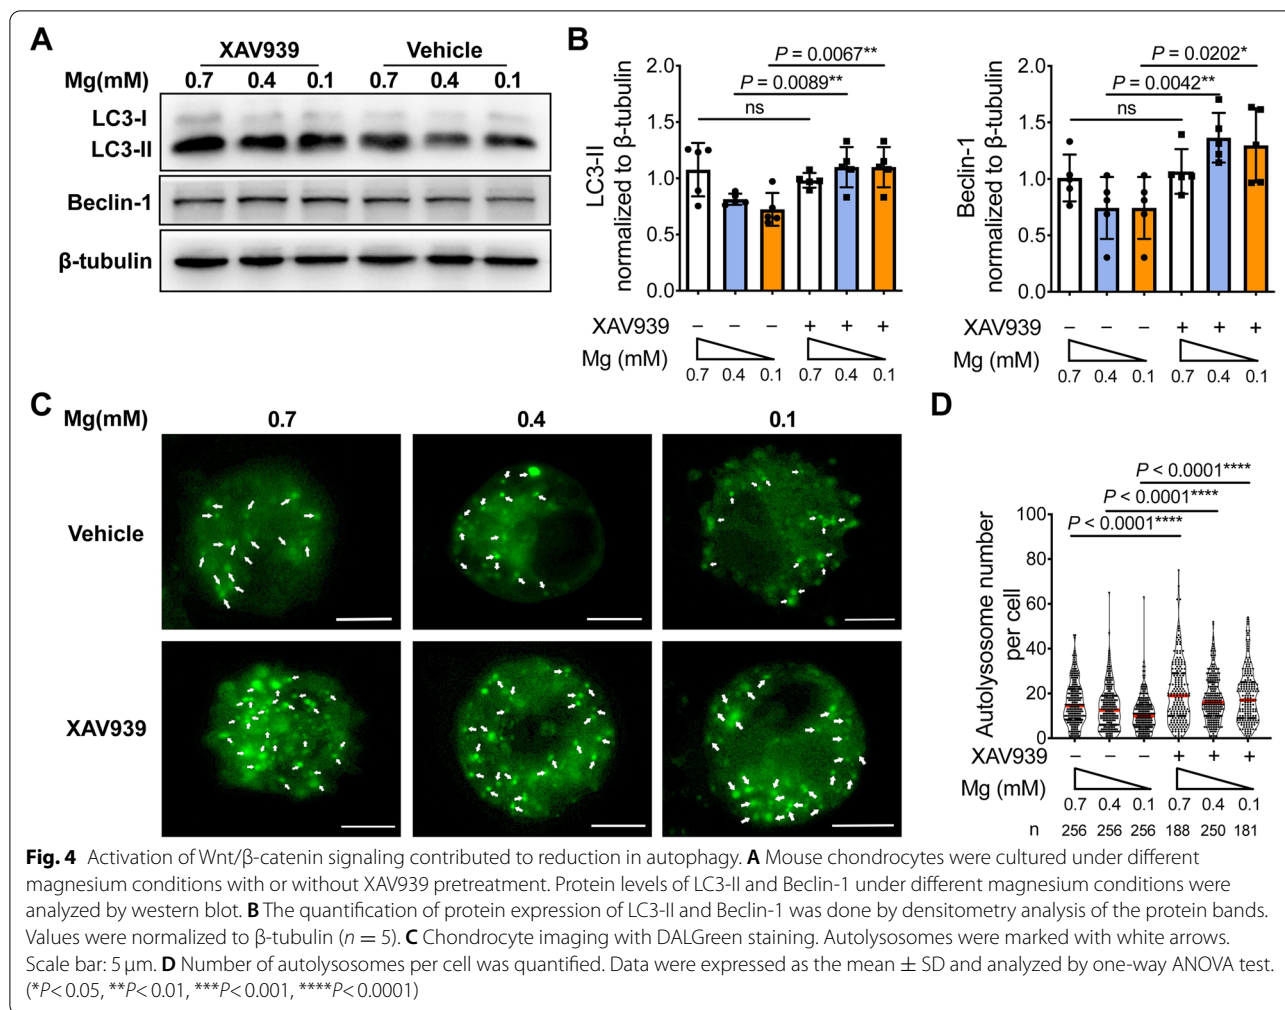 A
XAV939 Vehicle
Mg(mM) 0.7 0.4 0.1 0.7 0.4 0.1
LC3-I
LC3-II
Beclin-1
β-tubulin
B
P = 0.0067**
P = 0.0089**
ns
LC3-II
normalized to β-tubulin
2.0
1.5
1.0
0.5
0.0
XAV939 – – – + + +
Mg (mM)
0.7 0.4 0.1 0.7 0.4 0.1
P = 0.0202*
P = 0.0042**
ns
Beclin-1
normalized to β-tubulin
2.0
1.5
1.0
0.5
0.0
XAV939 – – – + + +
Mg (mM)
0.7 0.4 0.1 0.7 0.4 0.1
C
Mg(mM) 0.7 0.4 0.1
Vehicle
XAV939
D
P < 0.0001****
P < 0.0001****
P < 0.0001****
Autolysosome number
per cell
100
80
60
40
20
0
XAV939 – – – + + +
Mg (mM)
0.7 0.4 0.1 0.7 0.4 0.1
n 256 256 256 188 250 181
Fig. 4 Activation of Wnt/β-catenin signaling contributed to reduction in autophagy. A Mouse chondrocytes were cultured under different
magnesium conditions with or without XAV939 pretreatment. Protein levels of LC3-II and Beclin-1 under different magnesium conditions were
analyzed by western blot. B The quantification of protein expression of LC3-II and Beclin-1 was done by densitometry analysis of the protein bands.
Values were normalized to β-tubulin (n = 5). C Chondrocyte imaging with DALGreen staining. Autolysosomes were marked with white arrows.
Scale bar: 5 μm. D Number of autolysosomes per cell was quantified. Data were expressed as the mean ± SD and analyzed by one-way ANOVA test.
(*P< 0.05, **P< 0.01, ***P< 0.001, ****P< 0.0001)